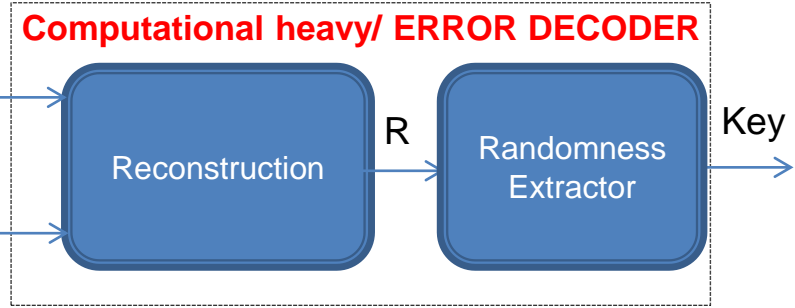 Computational heavy/ ERROR DECODER
Reconstruction
R
Randomness
Extractor
Key